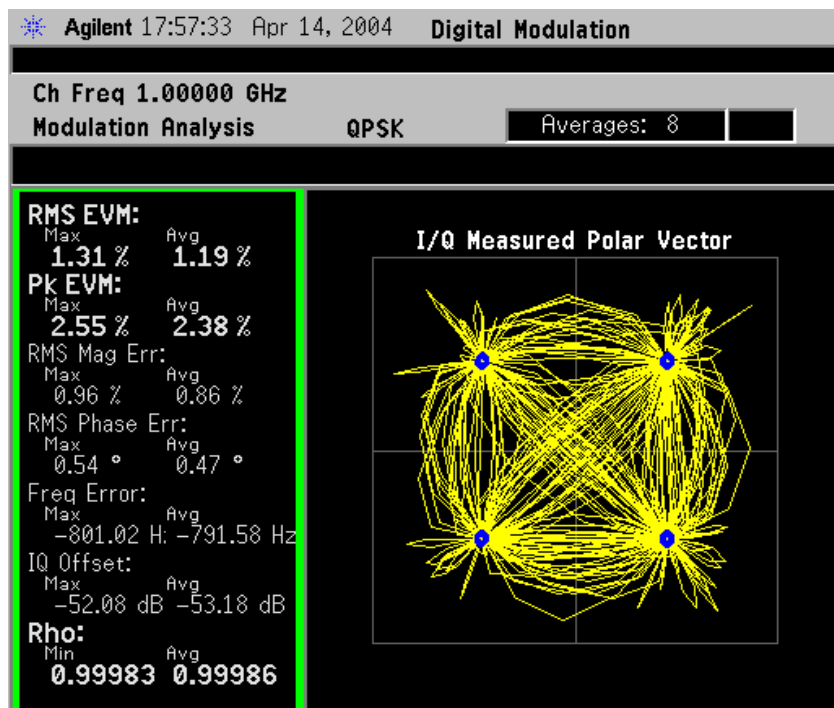 Agilent 17:57:33 Apr 14, 2004 Digital Modulation
Ch Freq 1.00000 GHz
Modulation Analysis QPSK Averages: 8
RMS EVM:
Max Avg
1.31 % 1.19 %
Pk EVM:
Max Avg
2.55 % 2.38 %
RMS Mag Err:
Max Avg
0.96 % 0.86 %
RMS Phase Err:
Max Avg
0.54 ° 0.47 °
Freq Error:
Max Avg
-801.02 H: -791.58 Hz
IQ Offset:
Max Avg
-52.08 dB -53.18 dB
Rho:
Min Avg
0.99983 0.99986
I/Q Measured Polar Vector